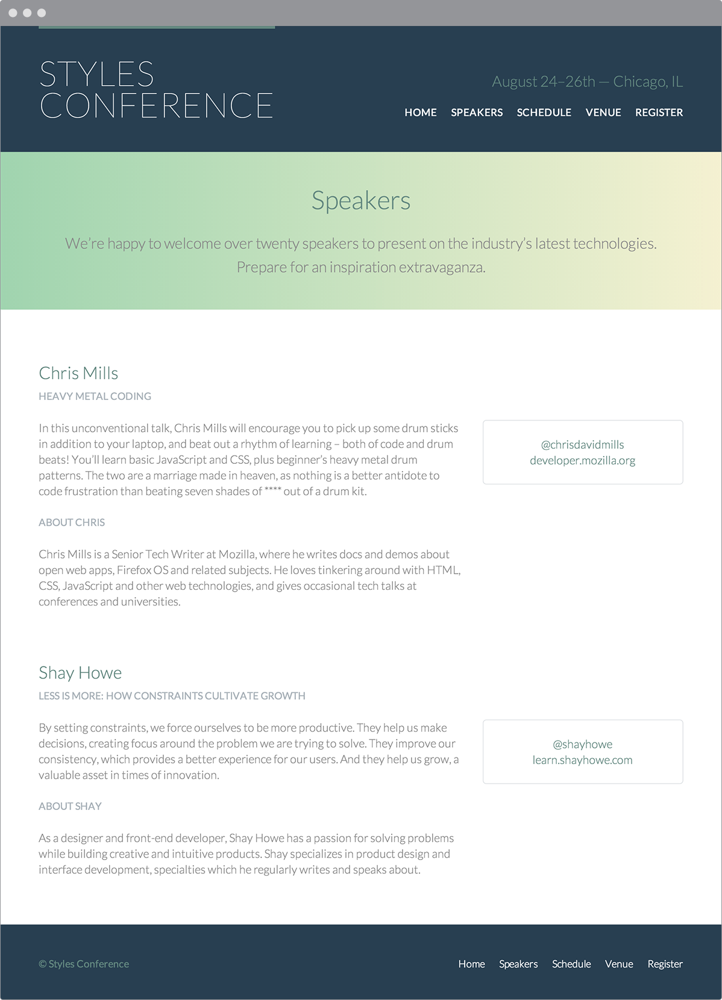 STYLES
CONFERENCE
August 24–26th — Chicago, IL
HOME SPEAKERS SCHEDULE VENUE REGISTER
Speakers
We’re happy to welcome over twenty speakers to present on the industry’s latest technologies.
Prepare for an inspiration extravaganza.
Chris Mills
HEAVY METAL CODING
In this unconventional talk, Chris Mills will encourage you to pick up some drum sticks
in addition to your laptop, and beat out a rhythm of learning – both of code and drum
beats! You’ll learn basic JavaScript and CSS, plus beginner’s heavy metal drum
patterns. The two are a marriage made in heaven, as nothing is a better antidote to
code frustration than beating seven shades of **** out of a drum kit.
@chrisdavidmills
developer.mozilla.org
ABOUT CHRIS
Chris Mills is a Senior Tech Writer at Mozilla, where he writes docs and demos about
open web apps, Firefox OS and related subjects. He loves tinkering around with HTML,
CSS, JavaScript and other web technologies, and gives occasional tech talks at
conferences and universities.
Shay Howe
LESS IS MORE: HOW CONSTRAINTS CULTIVATE GROWTH
By setting constraints, we force ourselves to be more productive. They help us make
decisions, creating focus around the problem we are trying to solve. They improve our
consistency, which provides a better experience for our users. And they help us grow, a
valuable asset in times of innovation.
@shayhowe
learn.shayhowe.com
ABOUT SHAY
As a designer and front-end developer, Shay Howe has a passion for solving problems
while building creative and intuitive products. Shay specializes in product design and
interface development, specialties which he regularly writes and speaks about.
© Styles Conference
Home Speakers Schedule Venue Register